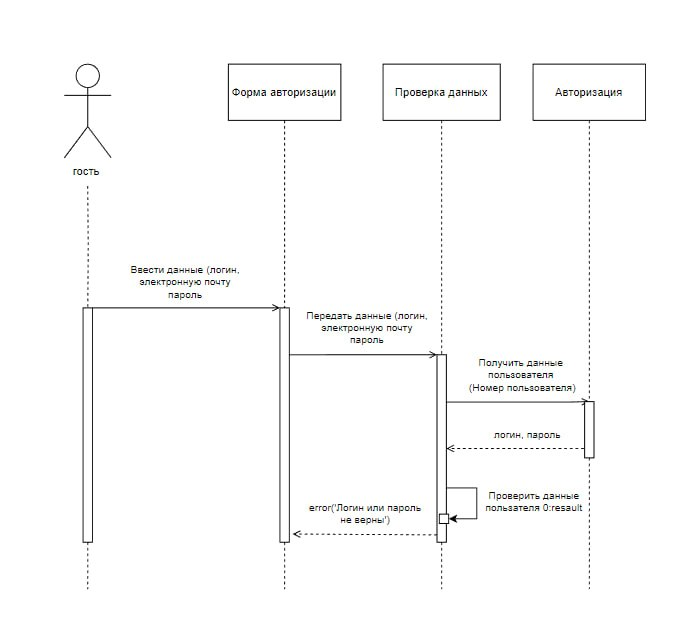 Форма авторизации
Проверка данных
Авторизация
гость
Ввести данные (логин,
электронную почту
пароль
Передать данные (логин,
электронную почту
пароль
Получить данные
пользователя
(Номер пользователя)
логин, пароль
Проверить данные
пользателя 0:resault
error('Логин или пароль
не верны')